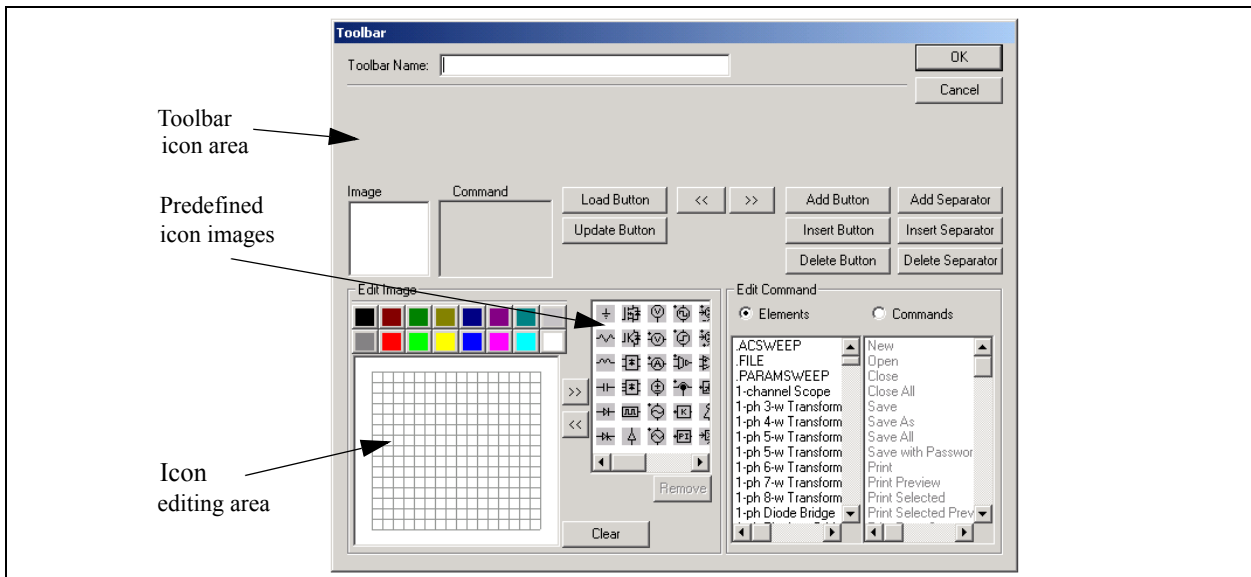 Toolbar
Toolbar Name:
OK
Cancel
Toolbar
icon area
Predefined
icon images
Image
Command
Load Button
<<
>>
Add Button
Add Separator
Update Button
Insert Button
Insert Separator
Delete Button
Delete Separator
Edit Image
>>
<<
K
PI
Remove
Clear
Icon
editing area
Edit Command
Elements
Commands
.ACSWEEP
.FILE
.PARAMSWEEP
1-channel Scope
1-ph 3-w Transform
1-ph 4-w Transform
1-ph 5-w Transform
1-ph 5-w Transform
1-ph 6-w Transform
1-ph 7-w Transform
1-ph 8-w Transform
1-ph Diode Bridge
New
Open
Close
Close All
Save
Save As
Save All
Save with Passwor
Print
Print Preview
Print Selected
Print Selected Prev